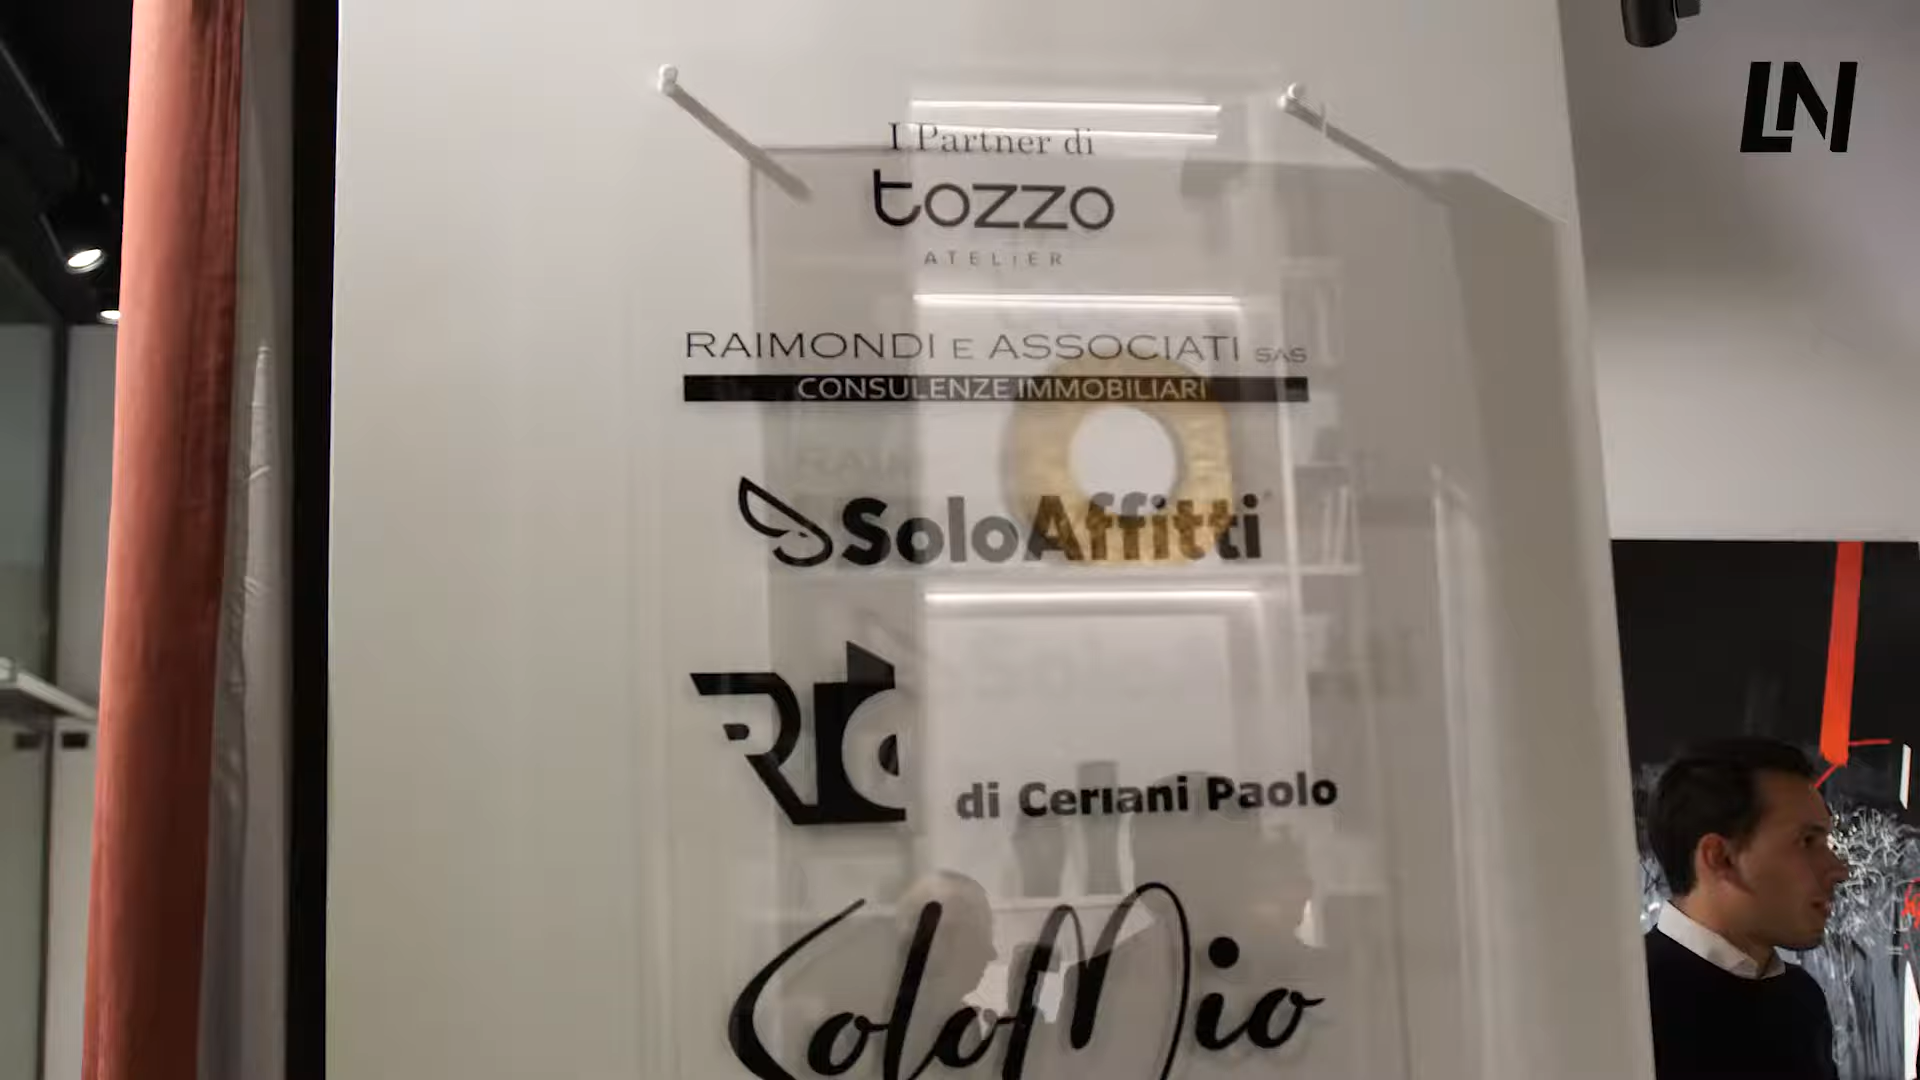 LN
I Partner di
tozzo
ATELIER
RAIMONDI E ASSOCIATI SAS
CONSULENZE IMMOBILIARI
SoloAffitti
di Ceriani Paolo
SoloMio